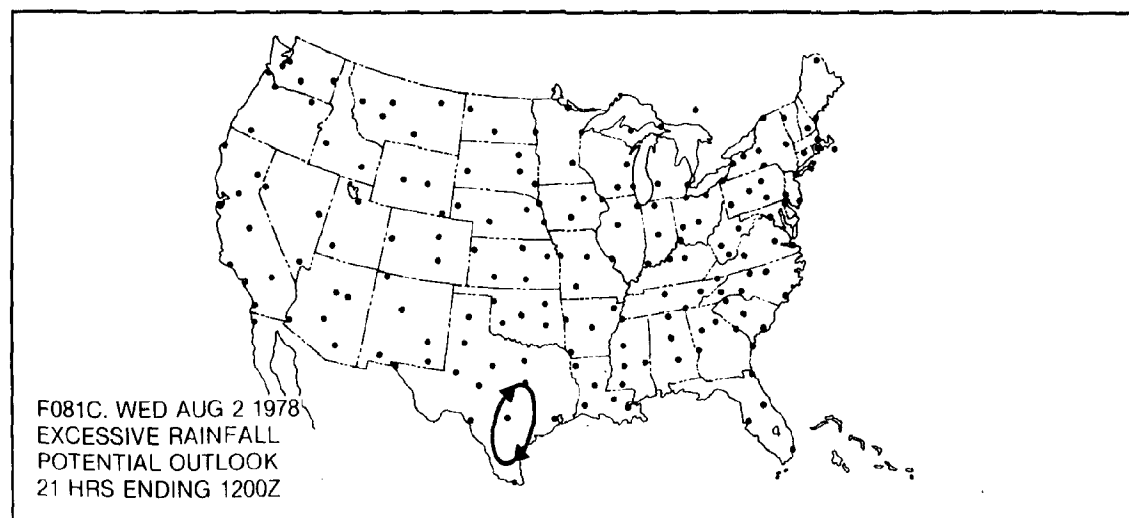 F081C. WED AUG 2 1978
EXCESSIVE RAINFALL
POTENTIAL OUTLOOK
21 HRS ENDING 1200Z